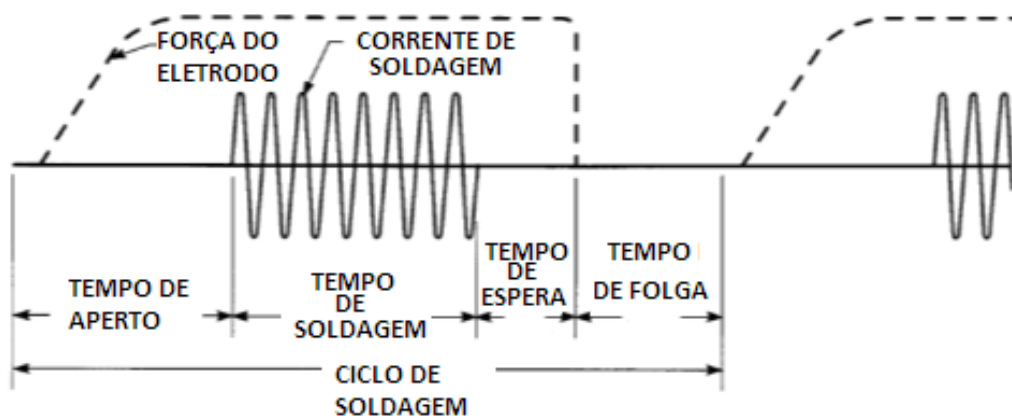 FORÇA DO
ELETRODO
CORRENTE DE
SOLDAGEM
TEMPO DE
APERTO
TEMPO
DE
SOLDAGEM
TEMPO
DE
ESPERA
TEMPO
DE FOLGA
CICLO DE
SOLDAGEM